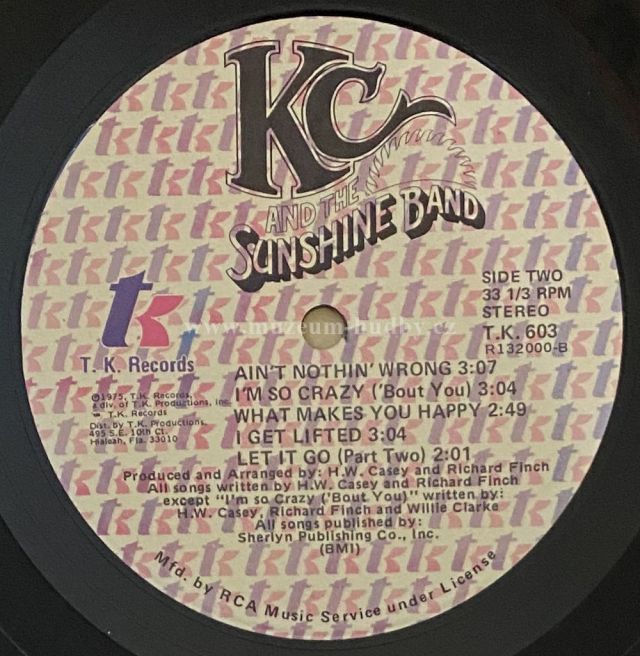 KC
AND THE
SUNSHINE BAND
SIDE TWO
33 1/3 RPM
STEREO
T.K. 603
R132000-B
tk
T. K. Records
℗1975, T.K. Records,
a div. of T.K. Productions, Inc.
T.K. Records
Dist. by T.K. Productions,
495 S.E. 10th Ct.
Hialeah, Fla. 33010
www.muzeum-hudby.cz
AIN'T NOTHIN' WRONG 3:07
I'M SO CRAZY ('Bout You) 3:04
WHAT MAKES YOU HAPPY 2:49
I GET LIFTED 3:04
LET IT GO (Part Two) 2:01
Produced and Arranged by: H.W. Casey and Richard Finch
All songs written by H.W. Casey and Richard Finch
except "I'm so Crazy ('Bout You)" written by:
H.W. Casey, Richard Finch and Willie Clarke
All songs published by:
Sherlyn Publishing Co., Inc.
(BMI)
Mfd. by RCA Music Service under License